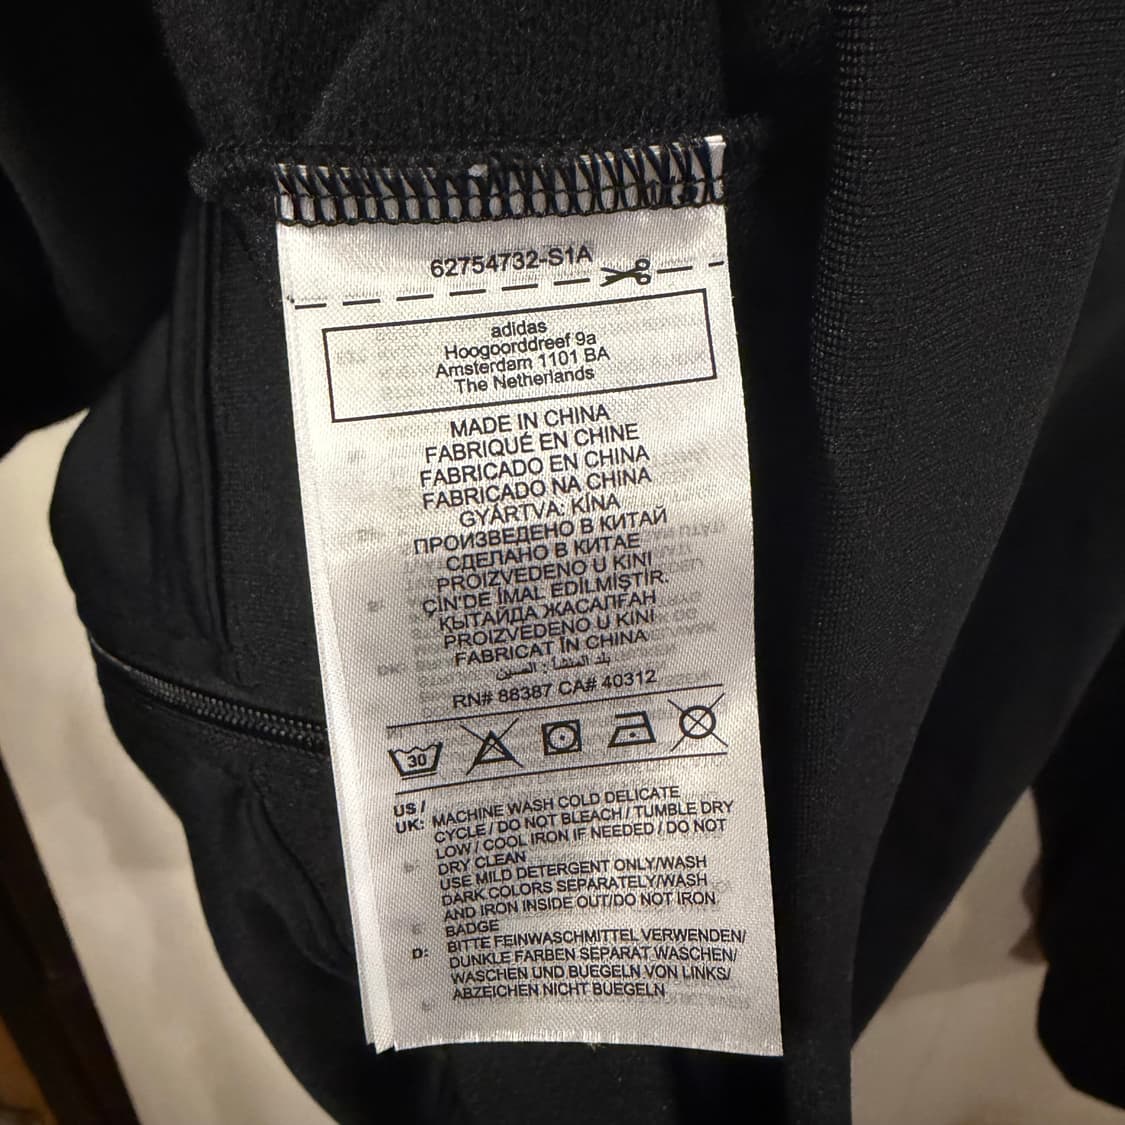 62754732-S1A
adidas
Hoogoorddreef 9a
Amsterdam 1101 BA
The Netherlands
MADE IN CHINA
FABRIQUÉ EN CHINE
FABRICADO EN CHINA
FABRICADO NA CHINA
GYÁRTVA: KÍNA
ПРОИЗВЕДЕНО В КИТАЙ
СДЕЛАНО В КИТАЕ
PROIZVEDENO U KINI
ÇİN'DE İMAL EDİLMİŞTİR.
ҚЫТАЙДА ЖАСАЛҒАН
PROIZVEDENO U KINI
FABRICAT ÎN CHINA
بلد المنشأ : الصين
RN# 88387 CA# 40312
30
US /
UK: MACHINE WASH COLD DELICATE
CYCLE / DO NOT BLEACH / TUMBLE DRY
LOW / COOL IRON IF NEEDED / DO NOT
DRY CLEAN
USE MILD DETERGENT ONLY/WASH
DARK COLORS SEPARATELY/WASH
AND IRON INSIDE OUT/DO NOT IRON
BADGE
D: BITTE FEINWASCHMITTEL VERWENDEN/
DUNKLE FARBEN SEPARAT WASCHEN/
WASCHEN UND BUEGELN VON LINKS/
ABZEICHEN NICHT BUEGELN